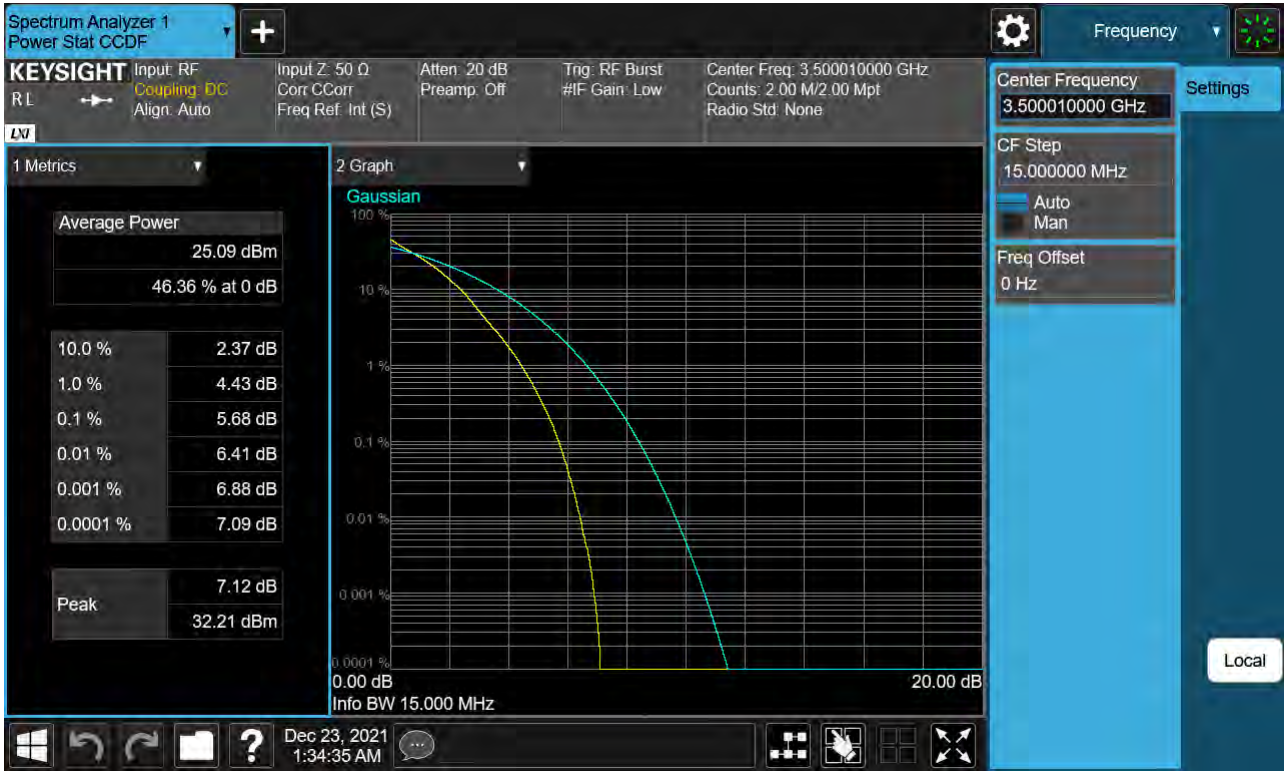 Spectrum Analyzer 1
Power Stat CCDF
Frequency
KEYSIGHT
R L
LXI
Input: RF
Coupling: DC
Align: Auto
Input Z: 50 Ω
Corr CCorr
Freq Ref: Int (S)
Atten: 20 dB
Preamp: Off
Trig: RF Burst
#IF Gain: Low
Center Freq: 3.500010000 GHz
Counts: 2.00 M/2.00 Mpt
Radio Std: None
Center Frequency
3.500010000 GHz
Settings
CF Step
15.000000 MHz
Auto
Man
Freq Offset
0 Hz
1 Metrics
Average Power
25.09 dBm
46.36 % at 0 dB
10.0 % 2.37 dB
1.0 % 4.43 dB
0.1 % 5.68 dB
0.01 % 6.41 dB
0.001 % 6.88 dB
0.0001 % 7.09 dB
Peak
7.12 dB
32.21 dBm
2 Graph
Gaussian
100 %
10 %
1 %
0.1 %
0.01 %
0.001 %
0.0001 %
0.00 dB 20.00 dB
Info BW 15.000 MHz
Local
?
Dec 23, 2021
1:34:35 AM